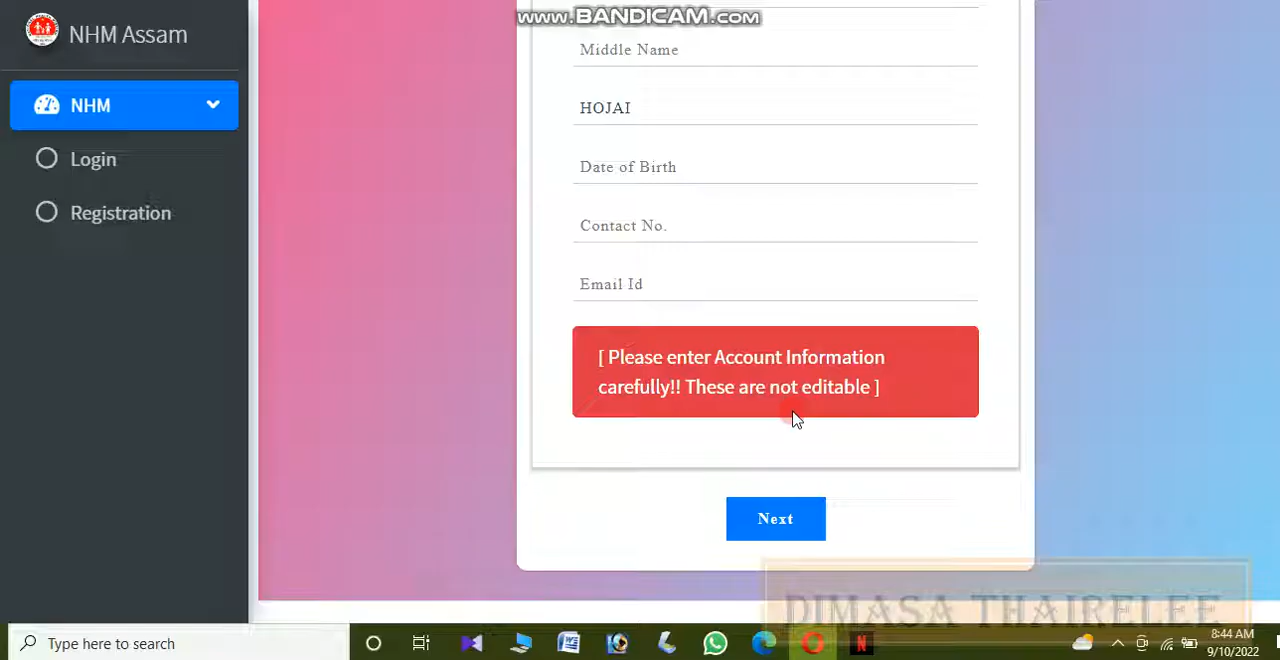 www.BANDICAM.com
NHM Assam
NHM
Login
Registration
Middle Name
HOJAI
Date of Birth
Contact No.
Email Id
[ Please enter Account Information
carefully!! These are not editable ]
Next
DIMASA THAIRELEE
Type here to search
N
8:44 AM
9/10/2022